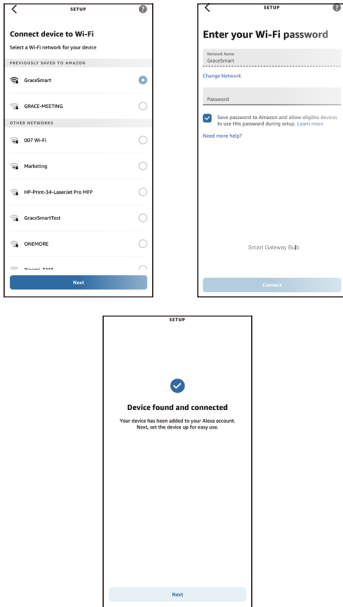 SETUP
?
Connect device to Wi-Fi
Select a Wi-Fi network for your device
PREVIOUSLY SAVED TO AMAZON
GraceSmart
GRACE-MEETING
OTHER NETWORKS
007 Wi-Fi
Marketing
HP-Print-34-LaserJet Pro MFP
GraceSmartTest
ONEMORE
Next
SETUP
?
Enter your Wi-Fi password
Network Name
GraceSmart
Change Network
Password
Save password to Amazon and allow eligible devices
to use this password during setup. Learn more
Need more help?
Smart Gateway Bulb
Connect
SETUP
Device found and connected
Your device has been added to your Alexa account.
Next, set the device up for easy use.
Next